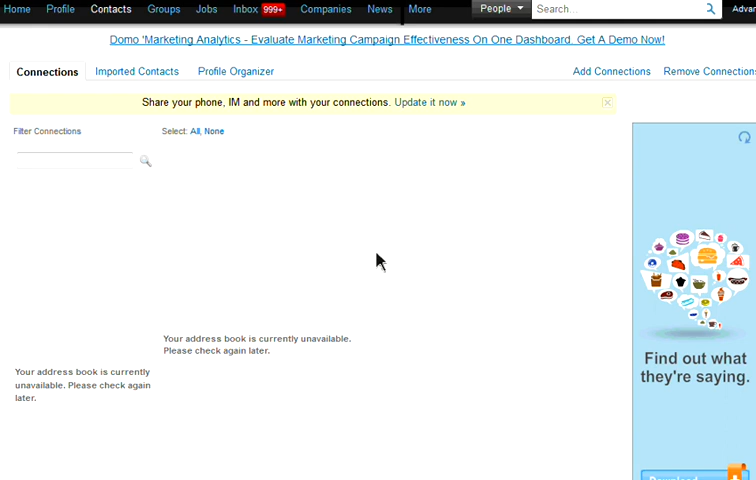 Home Profile Contacts Groups Jobs Inbox 999+ Companies News More People Search...
Domo 'Marketing Analytics - Evaluate Marketing Campaign Effectiveness On One Dashboard. Get A Demo Now!
Connections Imported Contacts Profile Organizer Add Connections Remove Connections
Share your phone, IM and more with your connections. Update it now »
Filter Connections Select: All, None
Your address book is currently unavailable.
Please check again later.
Your address book is currently
unavailable. Please check again
later.
Find out what
they're saying.